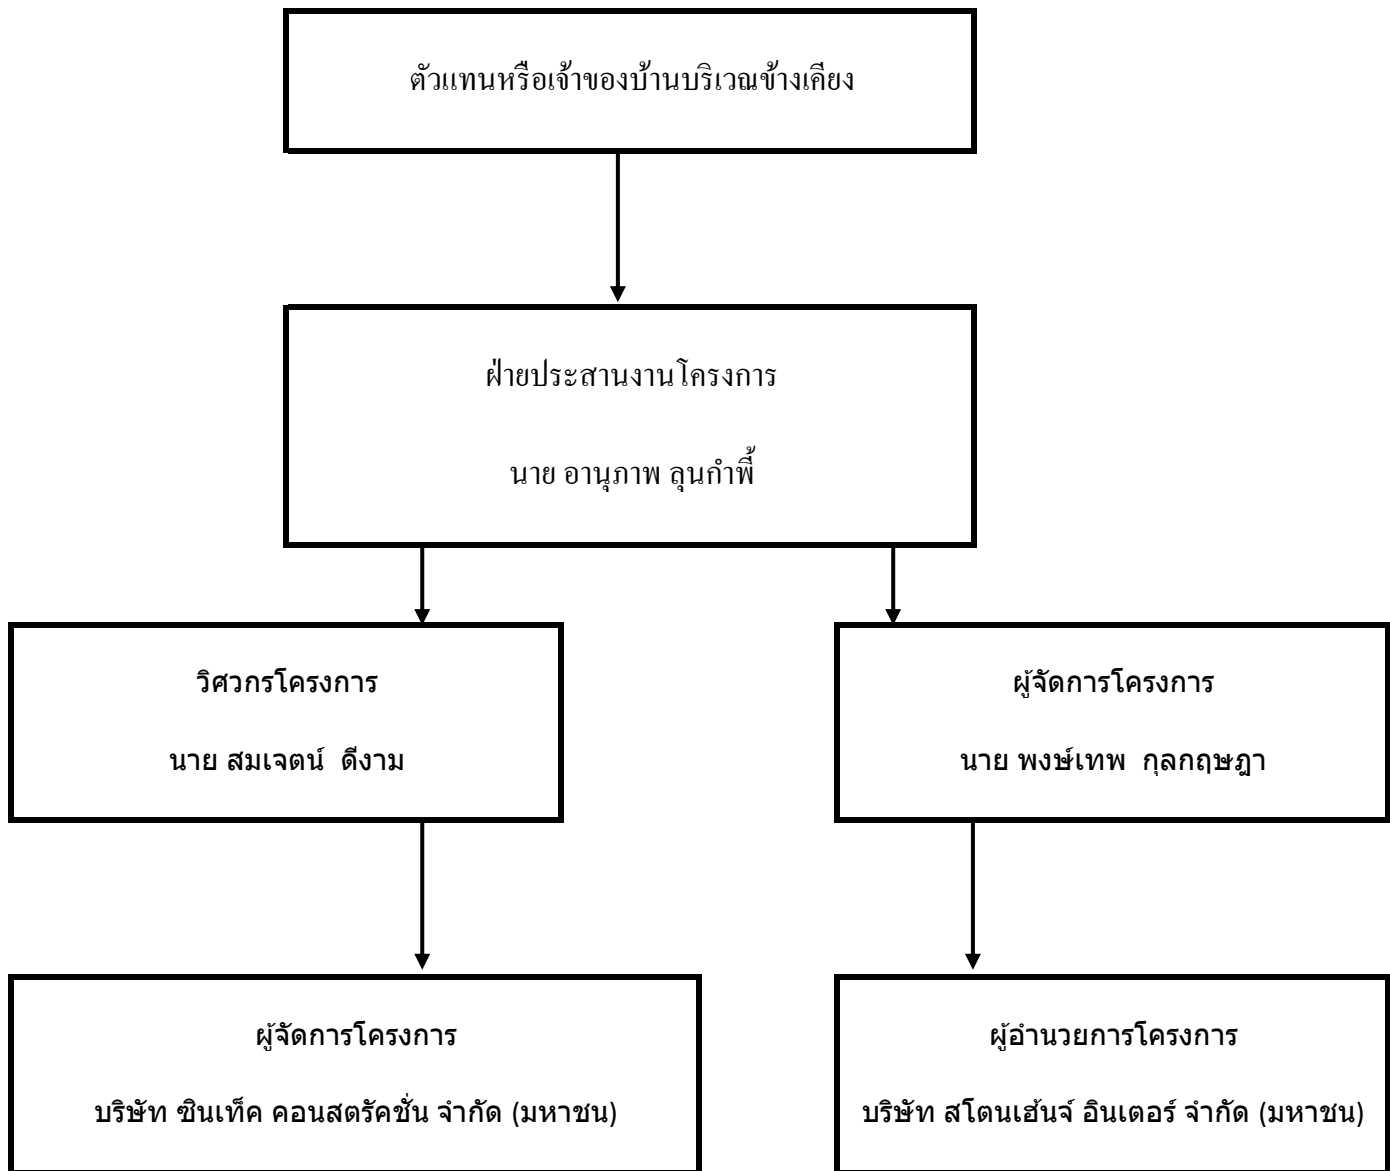 ตัวแทนหรือเจ้าของบ้านบริเวณข้างเคียง
ฝ่ายประสานงานโครงการ
นาย อานุภาพ ลุนกำพี้
วิศวกรโครงการ
นาย สมเจตน์  ดีงาม
ผู้จัดการโครงการ
นาย พงษ์เทพ  กุลกฤษฎา
ผู้จัดการโครงการ
บริษัท ซินเท็ค คอนสตรัคชั่น จำกัด (มหาชน)
ผู้อำนวยการโครงการ
บริษัท สโตนเฮ้นจ์ อินเตอร์ จำกัด (มหาชน)